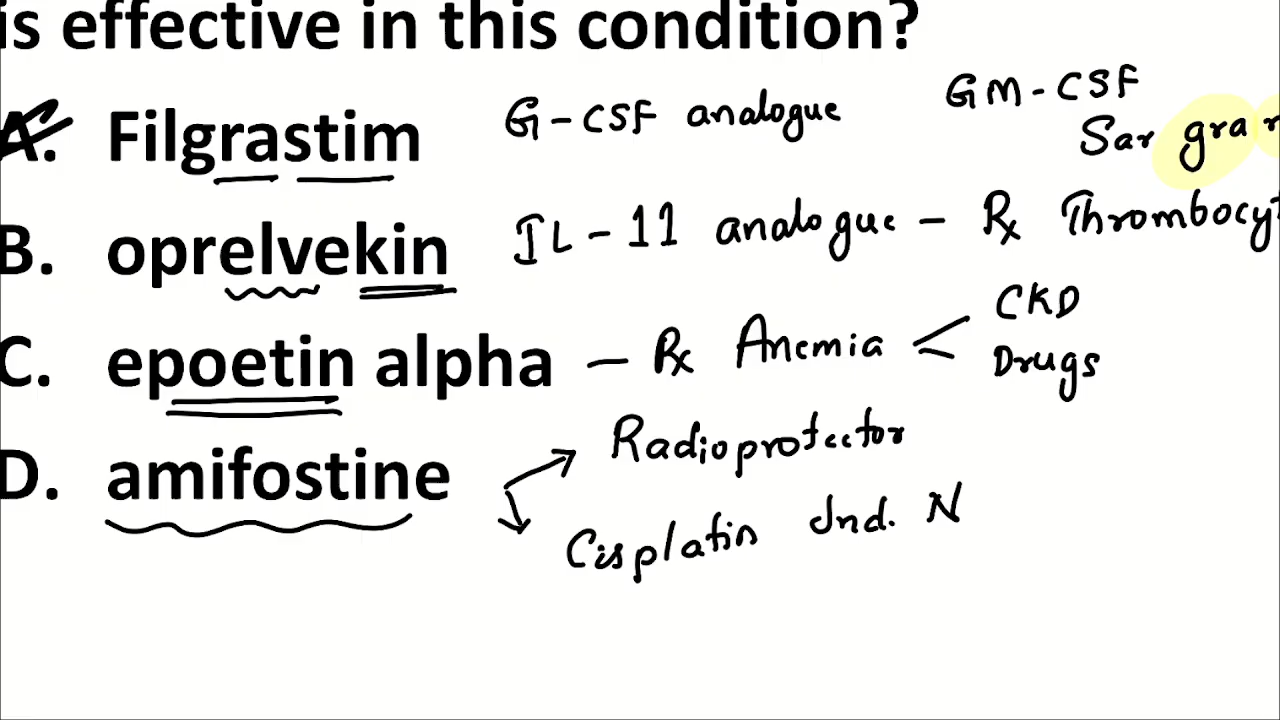 is effective in this condition?
A. Filgrastim G-CSF analogue GM-CSF
Sar gra
B. oprelvekin IL-11 analogue - Rx Thrombocyt
C. epoetin alpha - Rx Anemia < CKD
Drugs
D. amifostine Radioprotector
Cisplatin Ind. N